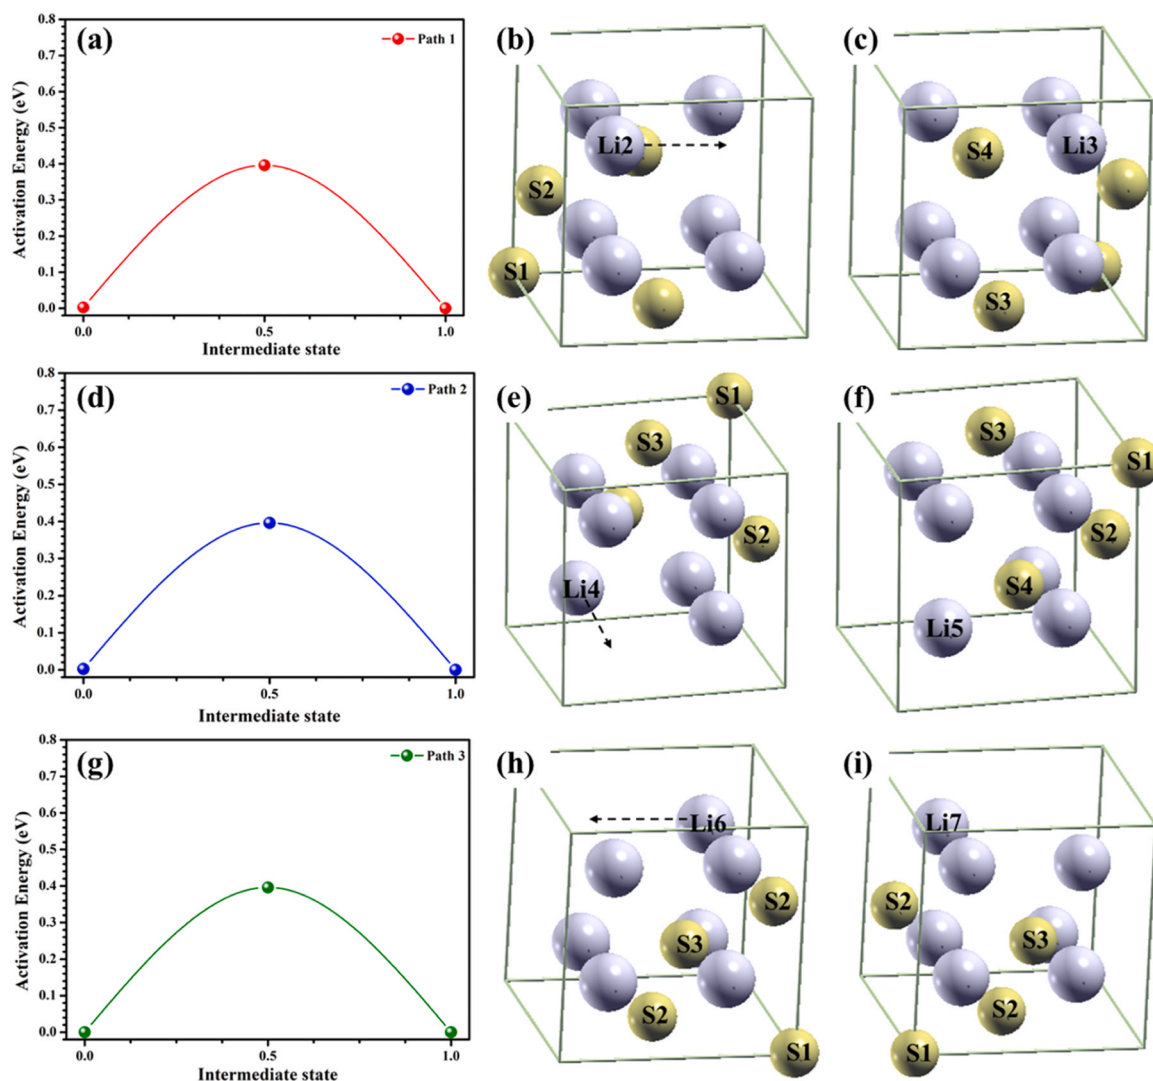 (a)
Path 1
0.8
0.7
0.6
0.5
0.4
0.3
0.2
0.1
0.0
Activation Energy (eV)
0.0 0.5 1.0
Intermediate state
(b)
Li2
S2
S1
(c)
S4 Li3
S3
(d)
Path 2
0.8
0.7
0.6
0.5
0.4
0.3
0.2
0.1
0.0
Activation Energy (eV)
0.0 0.5 1.0
Intermediate state
(e)
S1
S3
S2
Li4
(f)
S3
S1
S2
S4
Li5
(g)
Path 3
0.8
0.7
0.6
0.5
0.4
0.3
0.2
0.1
0.0
Activation Energy (eV)
0.0 0.5 1.0
Intermediate state
(h)
Li6
S2
S3
S2
S1
(i)
Li7
S2
S3
S2
S1